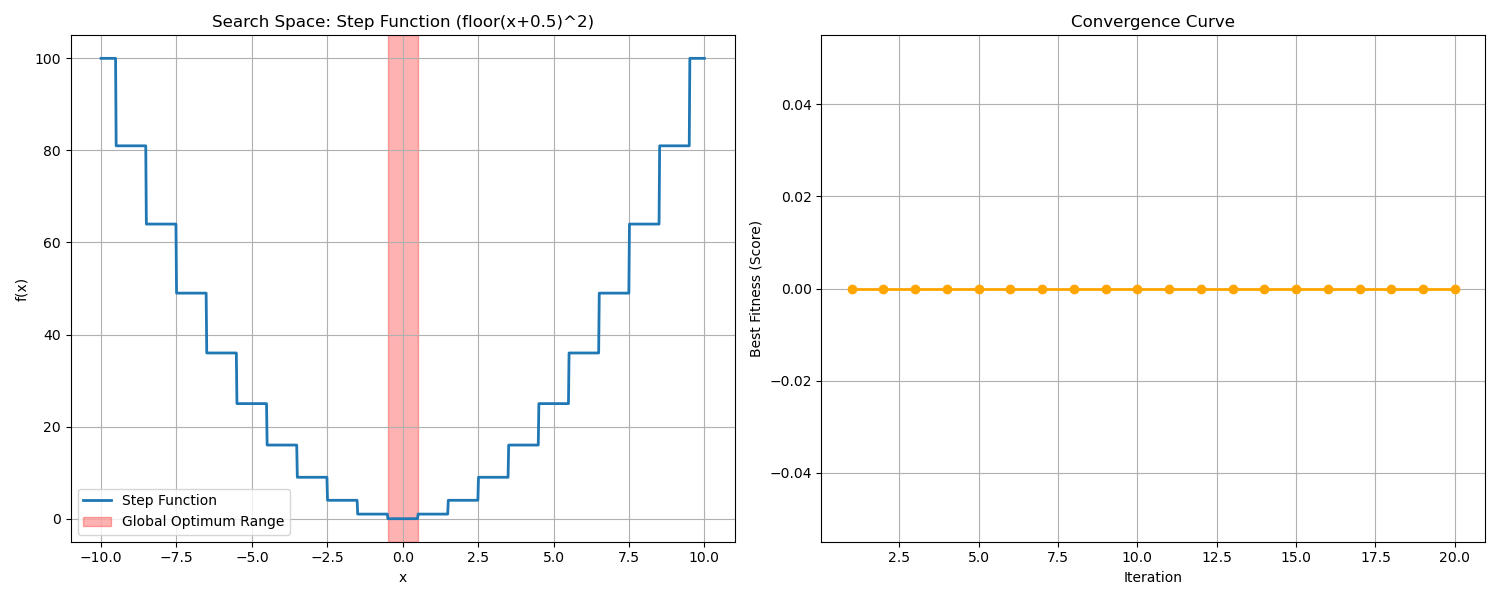 Search Space: Step Function (floor(x+0.5)^2)
f(x)
100
80
60
40
20
0
Step Function
Global Optimum Range
−10.0 −7.5 −5.0 −2.5 0.0 2.5 5.0 7.5 10.0
x
Convergence Curve
Best Fitness (Score)
0.04
0.02
0.00
−0.02
−0.04
2.5 5.0 7.5 10.0 12.5 15.0 17.5 20.0
Iteration